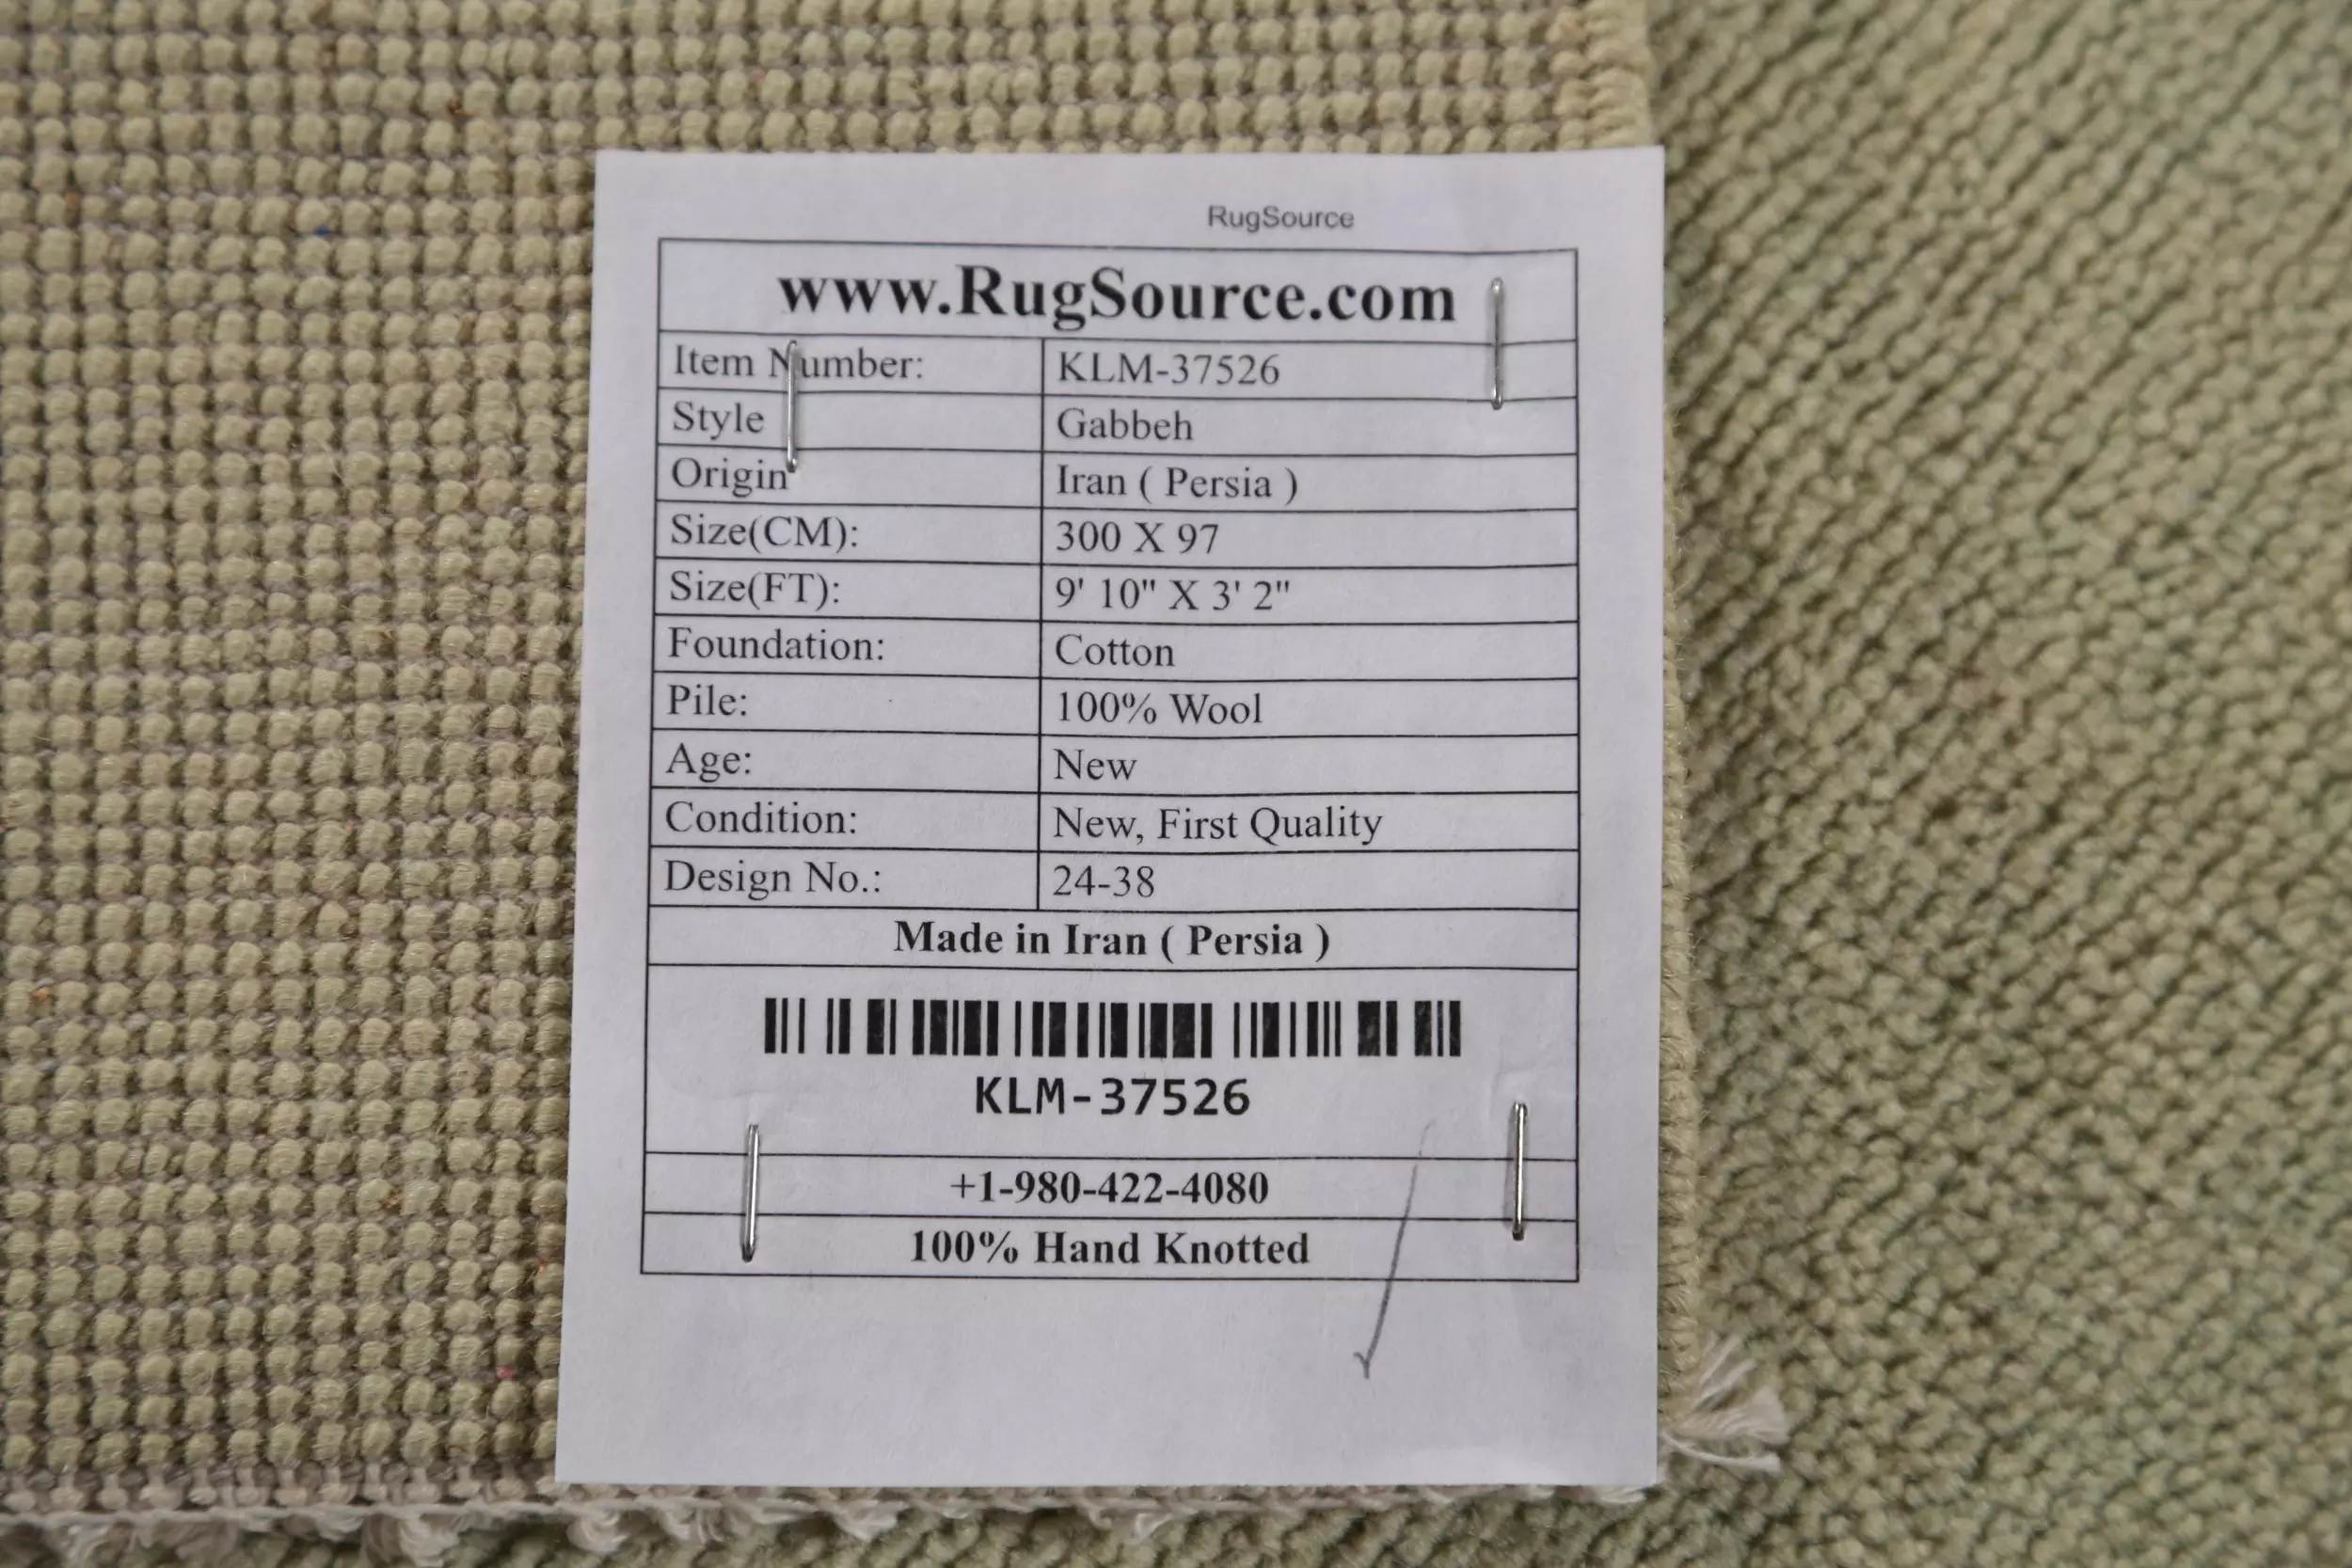 RugSource
www.RugSource.com
Item Number: KLM-37526
Style Gabbeh
Origin Iran ( Persia )
Size(CM): 300 X 97
Size(FT): 9' 10" X 3' 2"
Foundation: Cotton
Pile: 100% Wool
Age: New
Condition: New, First Quality
Design No.: 24-38
Made in Iran ( Persia )
KLM-37526
+1-980-422-4080
100% Hand Knotted